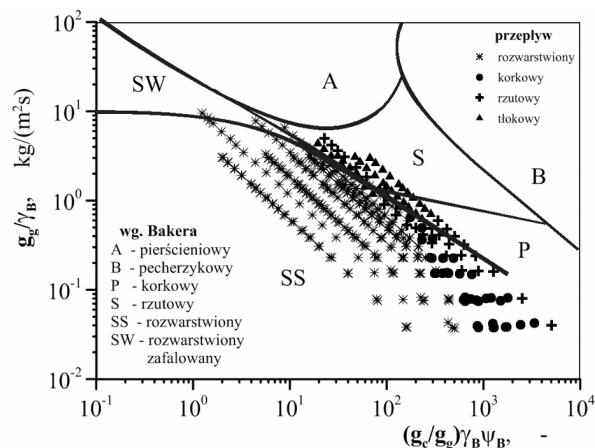 10²
10¹
10⁰
10⁻¹
10⁻²
g_g/γ_B, kg/(m²s)
SW
A
S
B
P
SS
przepływ
rozwarstwiony
korkowy
rzutowy
tłokowy
wg. Bakera
A - pierścieniowy
B - pecherzykowy
P - korkowy
S - rzutowy
SS - rozwarstwiony
SW - rozwarstwiony
zafalowany
10⁻¹ 10⁰ 10¹ 10² 10³ 10⁴
(g_c/g_g)γ_Bψ_B, -